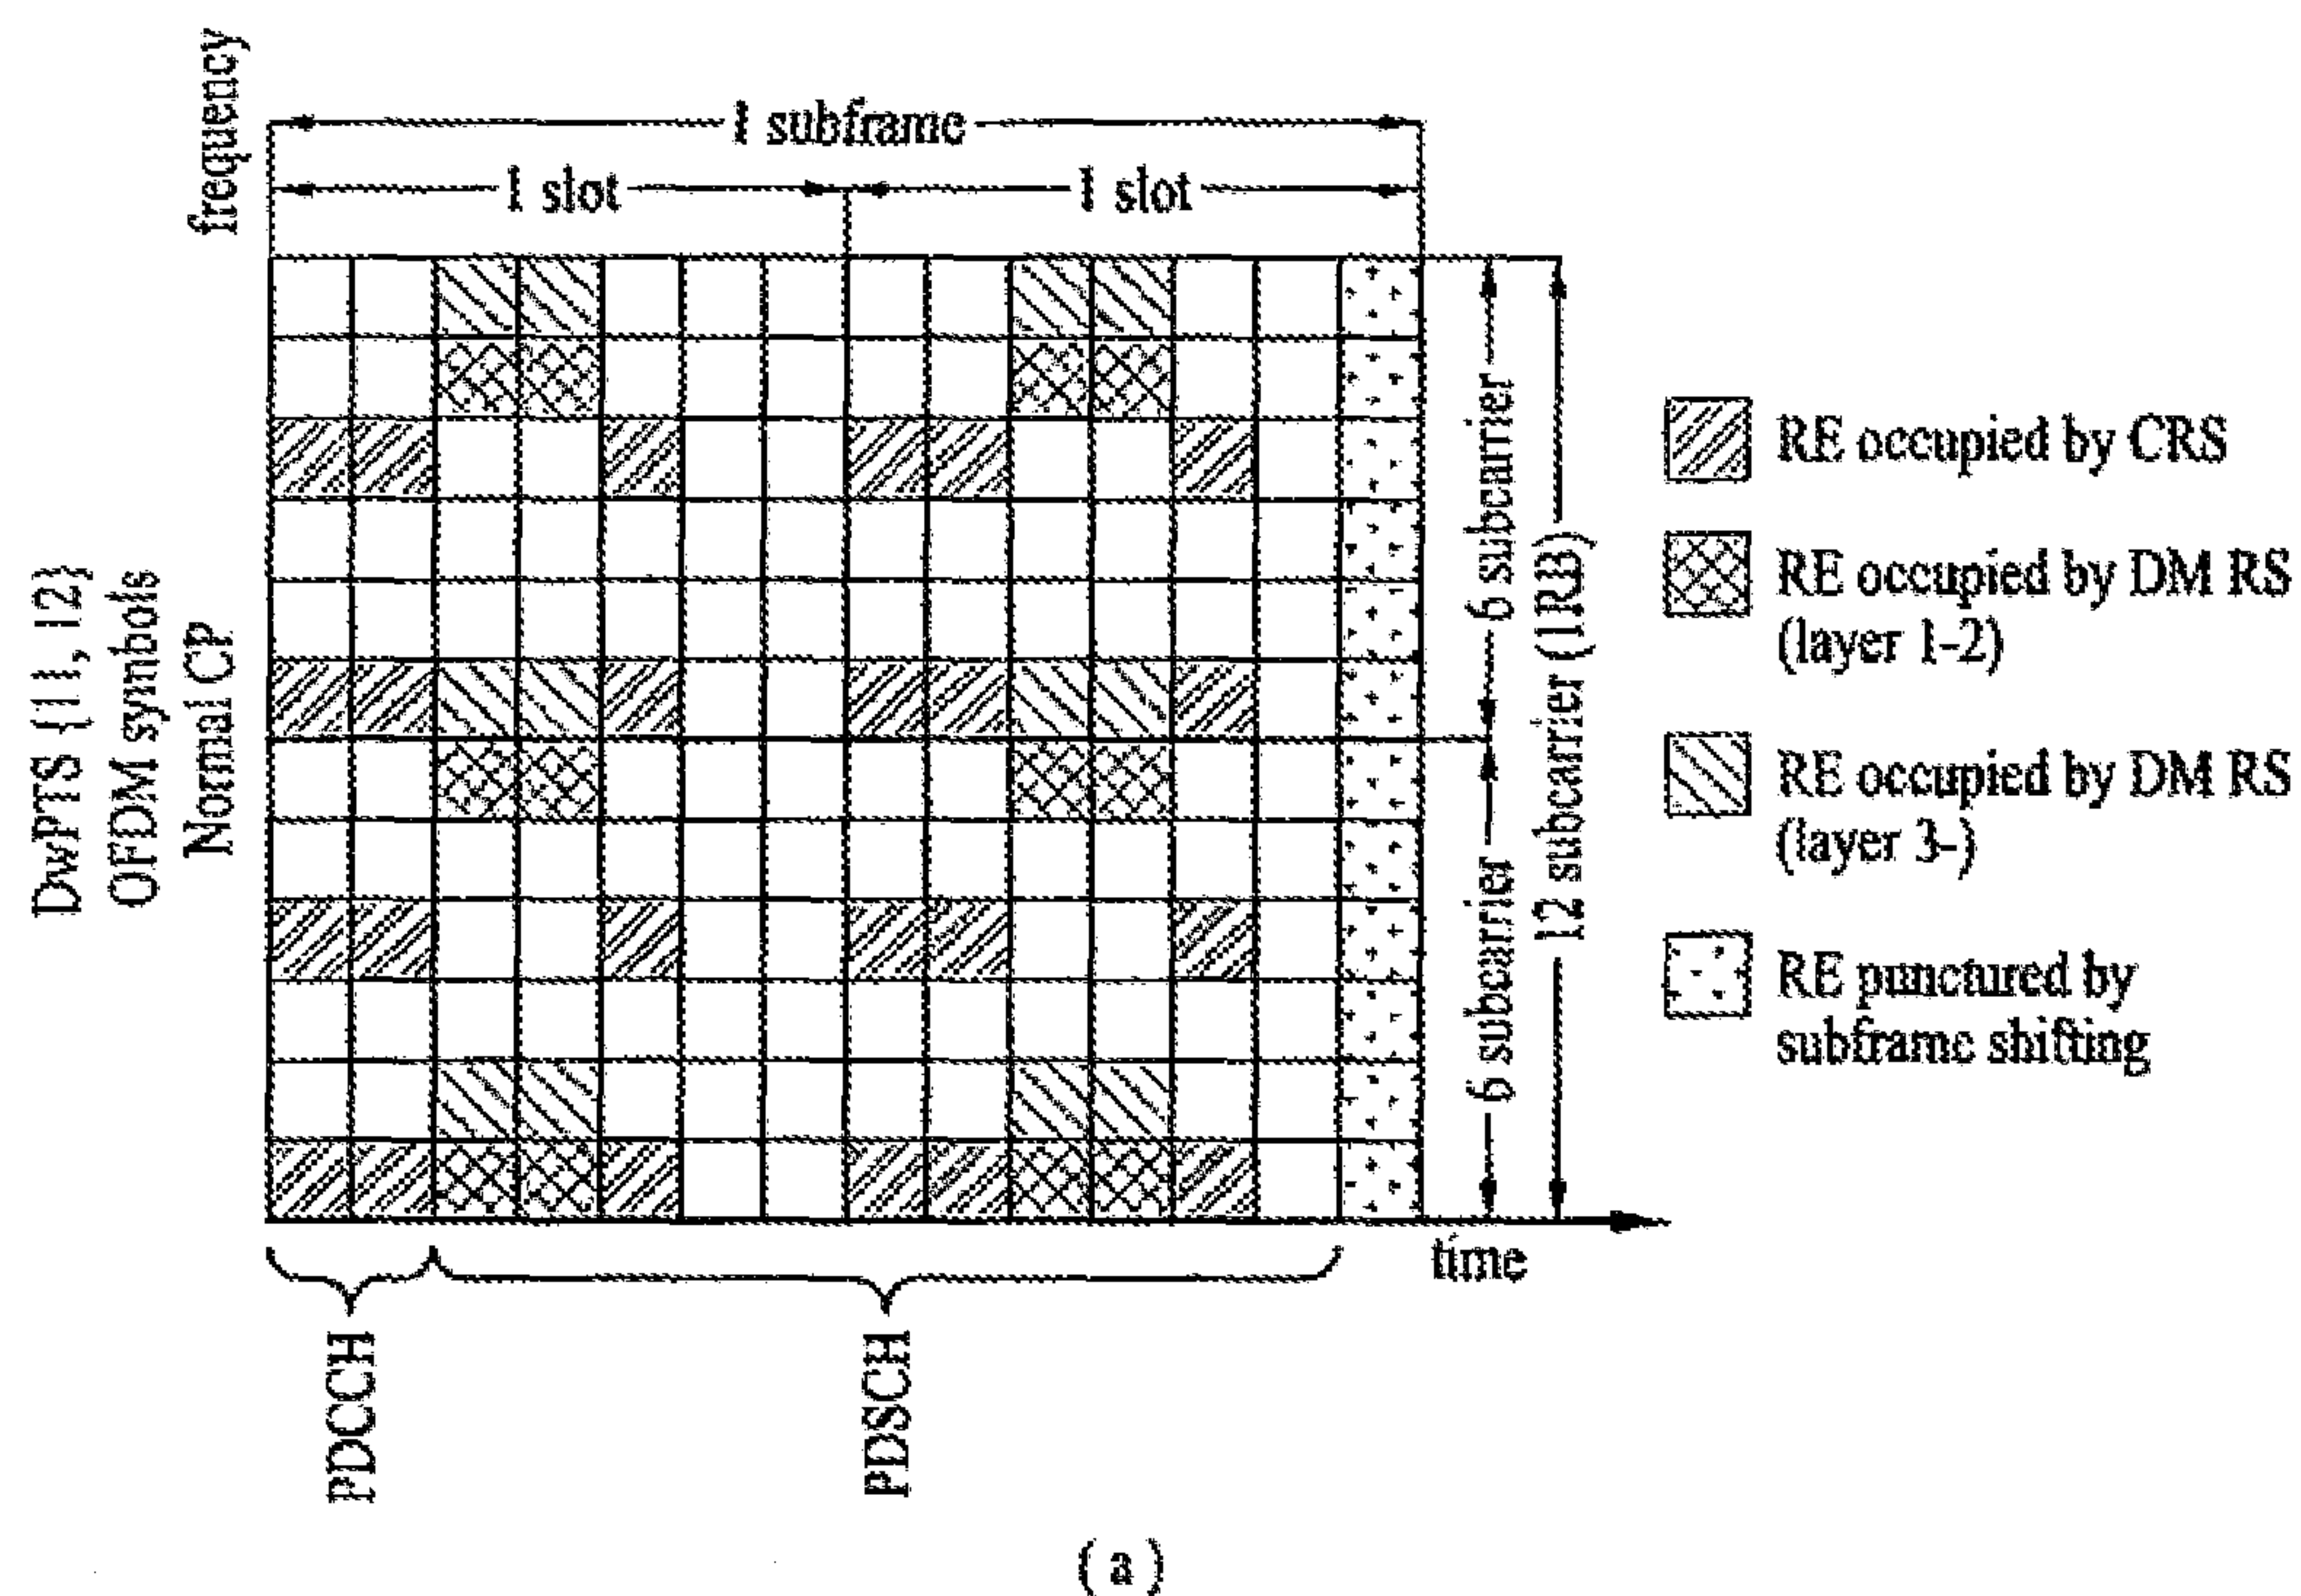 frequency
1 subframe
1 slot
1 slot
DwPTS {11, 12}
OFDM symbols
Normal CP
6 subcarrier
6 subcarrier
12 subcarrier (1RB)
RE occupied by CRS
RE occupied by DM RS
(layer 1-2)
RE occupied by DM RS
(layer 3-)
RE punctured by
subframe shifting
time
PDCCH
PDSCH
(a)